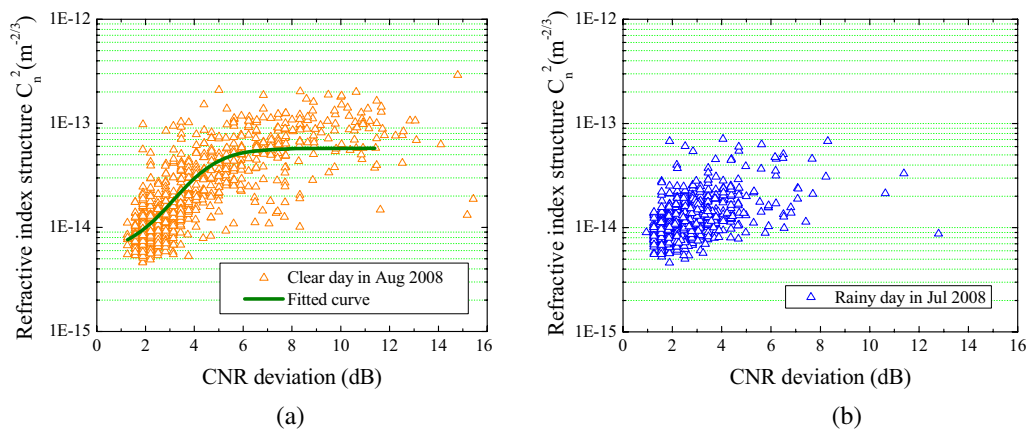 Refractive index structure C_n^2 (m^-2/3)
1E-12
1E-13
1E-14
1E-15
Clear day in Aug 2008
Fitted curve
0 2 4 6 8 10 12 14 16
CNR deviation (dB)
(a)
Refractive index structure C_n^2 (m^-2/3)
1E-12
1E-13
1E-14
1E-15
Rainy day in Jul 2008
0 2 4 6 8 10 12 14 16
CNR deviation (dB)
(b)